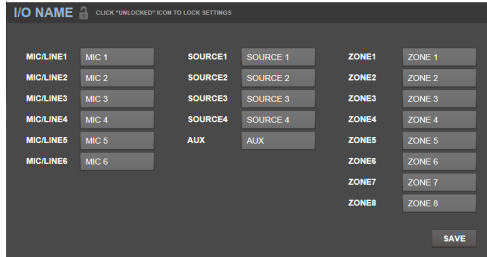 I/O NAME CLICK "UNLOCKED" ICON TO LOCK SETTINGS
MIC/LINE1 MIC 1 SOURCE1 SOURCE 1 ZONE1 ZONE 1
MIC/LINE2 MIC 2 SOURCE2 SOURCE 2 ZONE2 ZONE 2
MIC/LINE3 MIC 3 SOURCE3 SOURCE 3 ZONE3 ZONE 3
MIC/LINE4 MIC 4 SOURCE4 SOURCE 4 ZONE4 ZONE 4
MIC/LINE5 MIC 5 AUX AUX ZONE5 ZONE 5
MIC/LINE6 MIC 6 ZONE6 ZONE 6
ZONE7 ZONE 7
ZONE8 ZONE 8
SAVE